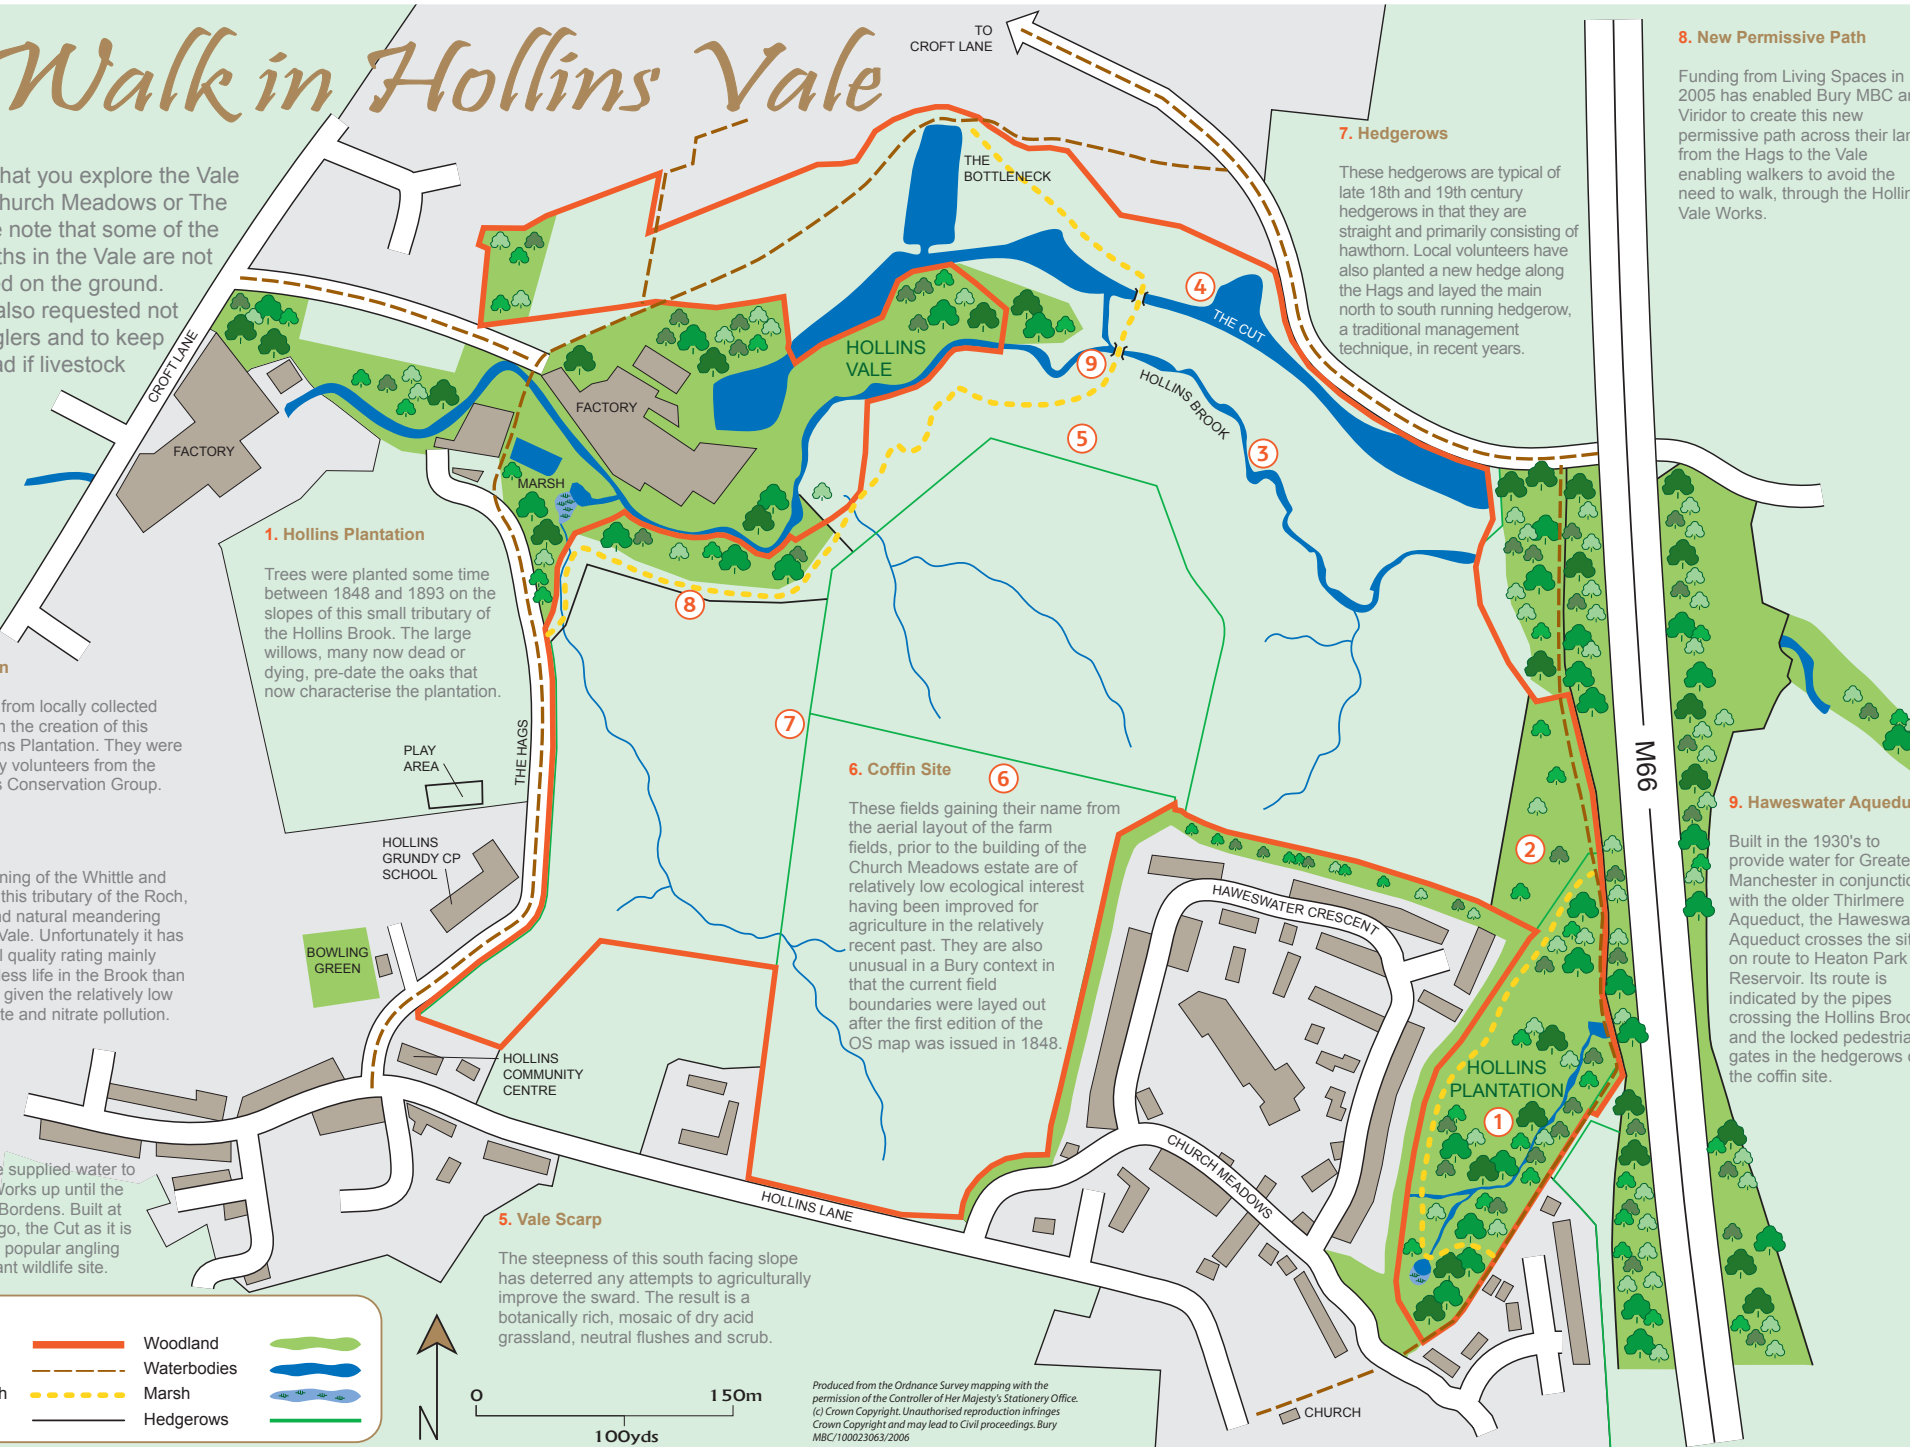 Walk in Hollins Vale
TO
CROFT LANE
hat you explore the Vale
hurch Meadows or The
e note that some of the
ths in the Vale are not
ed on the ground.
also requested not
glers and to keep
ad if livestock
8. New Permissive Path
Funding from Living Spaces in
2005 has enabled Bury MBC an
Viridor to create this new
permissive path across their lan
from the Hags to the Vale
enabling walkers to avoid the
need to walk, through the Hollin
Vale Works.
7. Hedgerows
These hedgerows are typical of
late 18th and 19th century
hedgerows in that they are
straight and primarily consisting of
hawthorn. Local volunteers have
also planted a new hedge along
the Hags and layed the main
north to south running hedgerow,
a traditional management
technique, in recent years.
THE
BOTTLENECK
4
THE CUT
HOLLINS
VALE
9
HOLLINS BROOK
5
3
CROFT LANE
FACTORY
FACTORY
MARSH
1. Hollins Plantation
Trees were planted some time
between 1848 and 1893 on the
slopes of this small tributary of
the Hollins Brook. The large
willows, many now dead or
dying, pre-date the oaks that
now characterise the plantation.
8
7
THE HAGS
PLAY
AREA
HOLLINS
GRUNDY CP
SCHOOL
BOWLING
GREEN
n
from locally collected
n the creation of this
ns Plantation. They were
y volunteers from the
s Conservation Group.
ning of the Whittle and
this tributary of the Roch,
nd natural meandering
Vale. Unfortunately it has
l quality rating mainly
less life in the Brook than
given the relatively low
te and nitrate pollution.
6. Coffin Site
6
These fields gaining their name from
the aerial layout of the farm
fields, prior to the building of the
Church Meadows estate are of
relatively low ecological interest
having been improved for
agriculture in the relatively
recent past. They are also
unusual in a Bury context in
that the current field
boundaries were layed out
after the first edition of the
OS map was issued in 1848.
M66
2
9. Haweswater Aquedu
Built in the 1930's to
provide water for Greate
Manchester in conjunctio
with the older Thirlmere
Aqueduct, the Haweswa
Aqueduct crosses the sit
on route to Heaton Park
Reservoir. Its route is
indicated by the pipes
crossing the Hollins Broo
and the locked pedestria
gates in the hedgerows o
the coffin site.
HAWESWATER CRESCENT
HOLLINS
PLANTATION
1
HOLLINS
COMMUNITY
CENTRE
CHURCH MEADOWS
HOLLINS LANE
e supplied water to
Works up until the
Bordens. Built at
go, the Cut as it is
popular angling
ant wildlife site.
5. Vale Scarp
The steepness of this south facing slope
has deterred any attempts to agriculturally
improve the sward. The result is a
botanically rich, mosaic of dry acid
grassland, neutral flushes and scrub.
Woodland
Waterbodies
h
Marsh
Hedgerows
N
0
150m
100yds
Produced from the Ordnance Survey mapping with the
permission of the Controller of Her Majesty's Stationery Office.
(c) Crown Copyright. Unauthorised reproduction infringes
Crown Copyright and may lead to Civil proceedings. Bury
MBC/100023063/2006
CHURCH